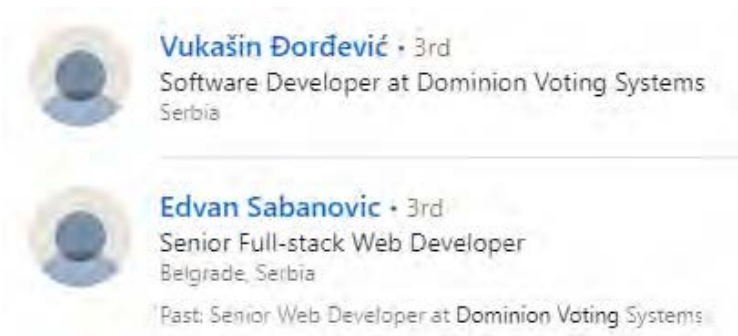 Vukašin Đorđević • 3rd
Software Developer at Dominion Voting Systems
Serbia
Edvan Sabanovic • 3rd
Senior Full-stack Web Developer
Belgrade, Serbia
Past: Senior Web Developer at Dominion Voting Systems